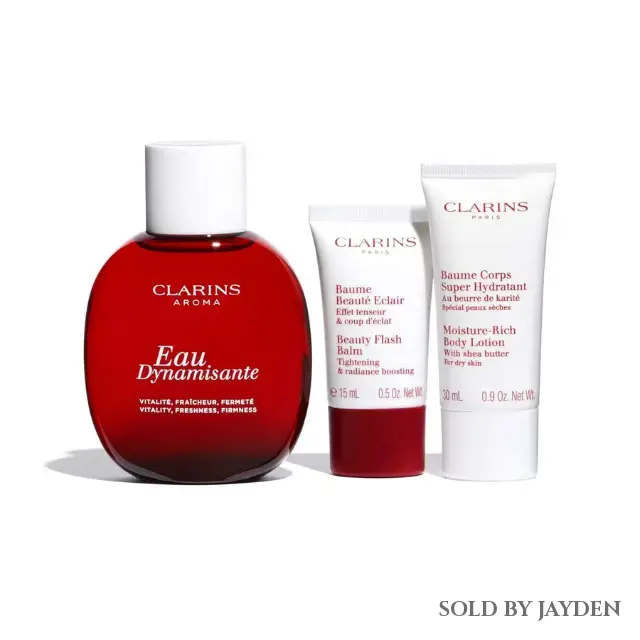 CLARINS
AROMA
Eau
Dynamisante
VITALITÉ, FRAÎCHEUR, FERMETÉ
VITALITY, FRESHNESS, FIRMNESS
CLARINS
PARIS
Baume
Beauté Eclair
Effet tenseur
& coup d'éclat
Beauty Flash
Balm
Tightening
& radiance boosting
e 15 mL 0.5 Oz. Net Wt.
CLARINS
PARIS
Baume Corps
Super Hydratant
Au beurre de karité
Spécial peaux sèches
Moisture-Rich
Body Lotion
With shea butter
For dry skin
30 mL 0.9 Oz. Net Wt.
SOLD BY JAYDEN